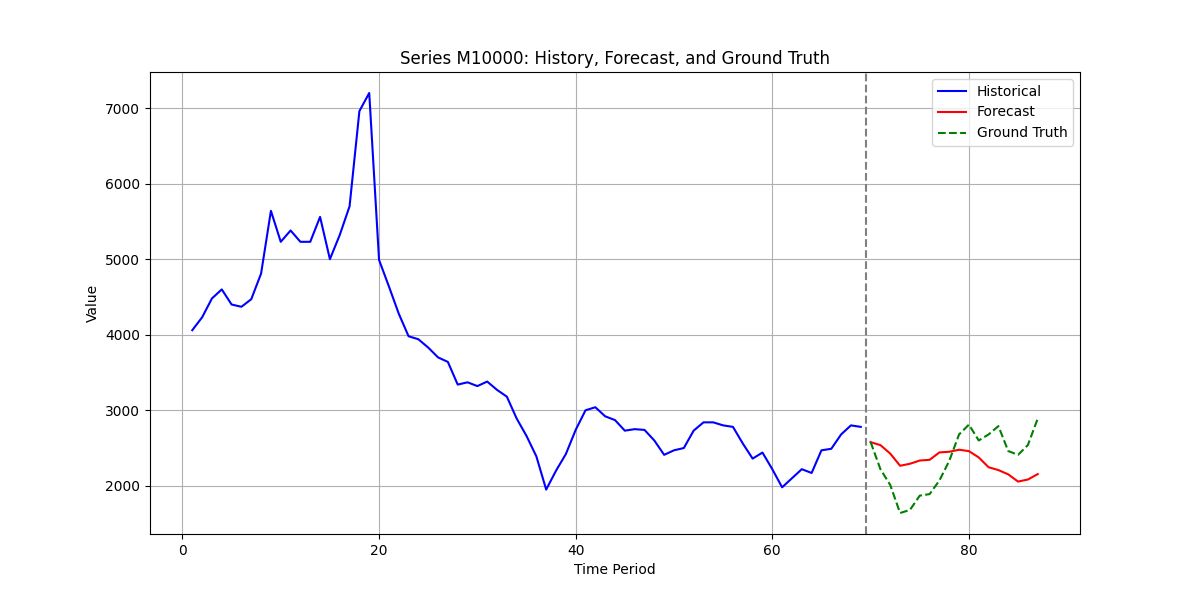 Series M10000: History, Forecast, and Ground Truth
Historical
Forecast
Ground Truth
7000
6000
5000
4000
3000
2000
Value
0 20 40 60 80
Time Period